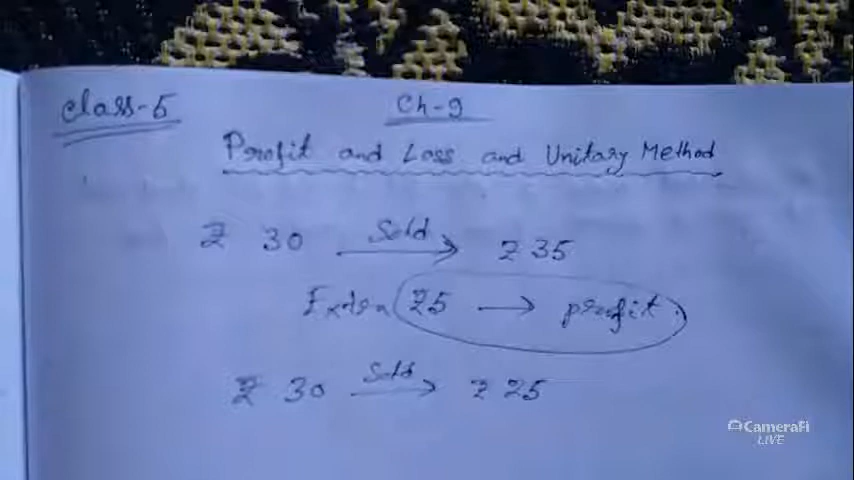 Class-5
Ch-9
Profit and Loss and Unitary Method
₹ 30 Sold → ₹ 35
Extra ₹5 → profit.
₹ 30 Sold → ₹ 25
CameraFi
LIVE